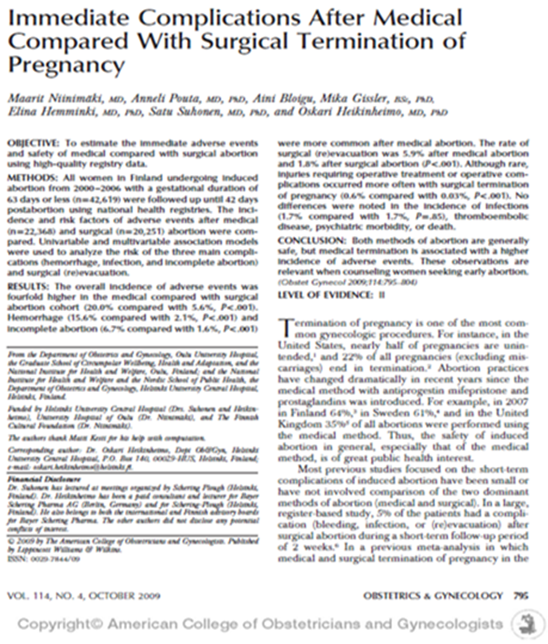 Immediate Complications After Medical
Compared With Surgical Termination of
Pregnancy
Maarit Niinimäki, MD, Anneli Pouta, MD, PhD, Aini Bloigu, Mika Gissler, BSc, PhD,
Elina Hemminki, MD, PhD, Satu Suhonen, MD, PhD, and Oskari Heikinheimo, MD, PhD
OBJECTIVE: To estimate the immediate adverse events
and safety of medical compared with surgical abortion
using high-quality registry data.
METHODS: All women in Finland undergoing induced
abortion from 2000–2006 with a gestational duration of
63 days or less (n=42,619) were followed up until 42 days
postabortion using national health registries. The inci-
dence and risk factors of adverse events after medical
(n=22,368) and surgical (n=20,251) abortion were com-
pared. Univariable and multivariable association models
were used to analyze the risk of the three main compli-
cations (hemorrhage, infection, and incomplete abortion)
and surgical (re)evacuation.
RESULTS: The overall incidence of adverse events was
fourfold higher in the medical compared with surgical
abortion cohort (20.0% compared with 5.6%, P<.001).
Hemorrhage (15.6% compared with 2.1%, P<.001) and
incomplete abortion (6.7% compared with 1.6%, P<.001)
From the Department of Obstetrics and Gynecology, Oulu University Hospital,
the Graduate School of Circumpolar Wellbeing, Health and Adaptation, and the
National Institute for Health and Welfare, Oulu, Finland; and the National
Institute for Health and Welfare and the Nordic School of Public Health, the
Department of Obstetrics and Gynecology, Helsinki University Central Hospital,
Helsinki, Finland.
Funded by Helsinki University Central Hospital (Drs. Suhonen and Heikin-
heimo), University Hospital of Oulu (Dr. Niinimäki), and The Finnish
Cultural Foundation (Dr. Niinimäki).
The authors thank Matti Kesti for his help with computation.
Corresponding author: Dr. Oskari Heikinheimo, Dept OB/Gyn, Helsinki
University Central Hospital, P.O. Box 140, 00029-HUS, Helsinki, Finland;
e-mail: oskari.heikinheimo@helsinki.fi.
Financial Disclosure
Dr. Suhonen has lectured at meetings organized by Schering-Plough (Helsinki,
Finland). Dr. Heikinheimo has been a paid consultant and lecturer for Bayer
Schering Pharma AG (Berlin, Germany) and for Schering-Plough (Helsinki,
Finland). He also belongs in both the international and Finnish advisory boards
for Bayer Schering Pharma. The other authors did not disclose any potential
conflicts of interest.
© 2009 by The American College of Obstetricians and Gynecologists. Published
by Lippincott Williams & Wilkins.
ISSN: 0029-7844/09
were more common after medical abortion. The rate of
surgical (re)evacuation was 5.9% after medical abortion
and 1.8% after surgical abortion (P<.001). Although rare,
injuries requiring operative treatment or operative com-
plications occurred more often with surgical termination
of pregnancy (0.6% compared with 0.03%, P<.001). No
differences were noted in the incidence of infections
(1.7% compared with 1.7%, P=.85), thromboembolic
disease, psychiatric morbidity, or death.
CONCLUSION: Both methods of abortion are generally
safe, but medical termination is associated with a higher
incidence of adverse events. These observations are
relevant when counseling women seeking early abortion.
(Obstet Gynecol 2009;114:795–804)
LEVEL OF EVIDENCE: II
Termination of pregnancy is one of the most com-
mon gynecologic procedures. For instance, in the
United States, nearly half of pregnancies are unin-
tended,¹ and 22% of all pregnancies (excluding mis-
carriages) end in termination.² Abortion practices
have changed dramatically in recent years since the
medical method with antiprogestin mifepristone and
prostaglandins was introduced. For example, in 2007
in Finland 64%,³ in Sweden 61%,⁴ and in the United
Kingdom 35%⁵ of all abortions were performed using
the medical method. Thus, the safety of induced
abortion in general, especially that of the medical
method, is of great public health interest.
Most previous studies focused on the short-term
complications of induced abortion have been small or
have not involved comparison of the two dominant
methods of abortion (medical and surgical). In a large,
register-based study, 5% of the patients had a compli-
cation (bleeding, infection, or (re)evacuation) after
surgical abortion during a short-term follow-up period
of 2 weeks.⁶ In a previous meta-analysis in which
medical and surgical termination of pregnancy in the
VOL. 114, NO. 4, OCTOBER 2009
OBSTETRICS & GYNECOLOGY 795
Copyright© American College of Obstetricians and Gynecologists